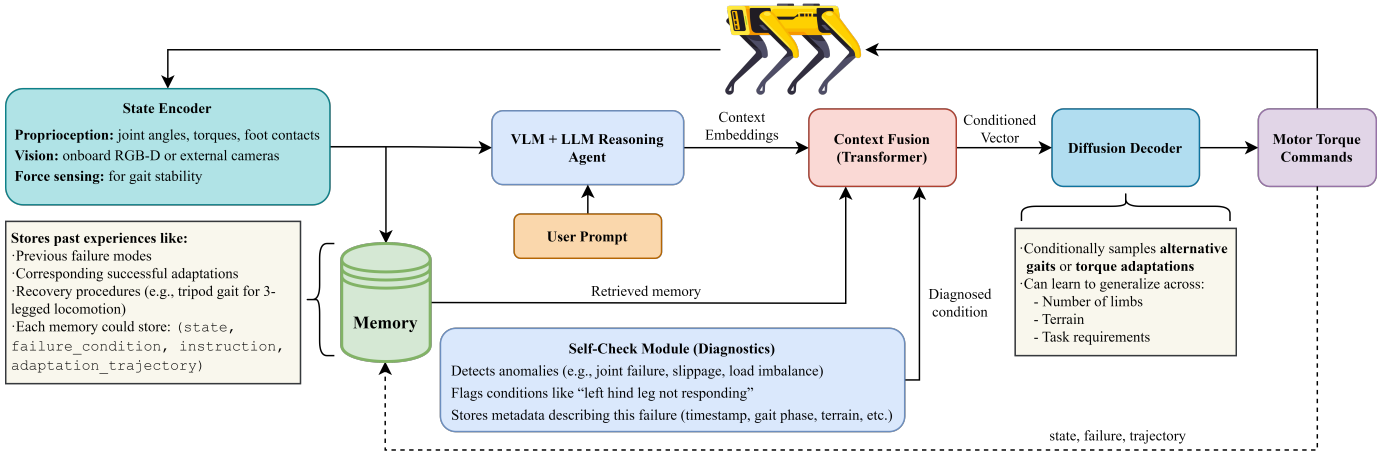 State Encoder
Proprioception: joint angles, torques, foot contacts
Vision: onboard RGB-D or external cameras
Force sensing: for gait stability
VLM + LLM Reasoning
Agent
User Prompt
Context
Embeddings
Context Fusion
(Transformer)
Conditioned
Vector
Diffusion Decoder
Motor Torque
Commands
Stores past experiences like:
·Previous failure modes
·Corresponding successful adaptations
·Recovery procedures (e.g., tripod gait for 3-
legged locomotion)
·Each memory could store: (state,
failure_condition, instruction,
adaptation_trajectory)
Memory
Retrieved memory
Diagnosed
condition
Self-Check Module (Diagnostics)
Detects anomalies (e.g., joint failure, slippage, load imbalance)
Flags conditions like “left hind leg not responding”
Stores metadata describing this failure (timestamp, gait phase, terrain, etc.)
·Conditionally samples alternative
gaits or torque adaptations
·Can learn to generalize across:
- Number of limbs
- Terrain
- Task requirements
state, failure, trajectory